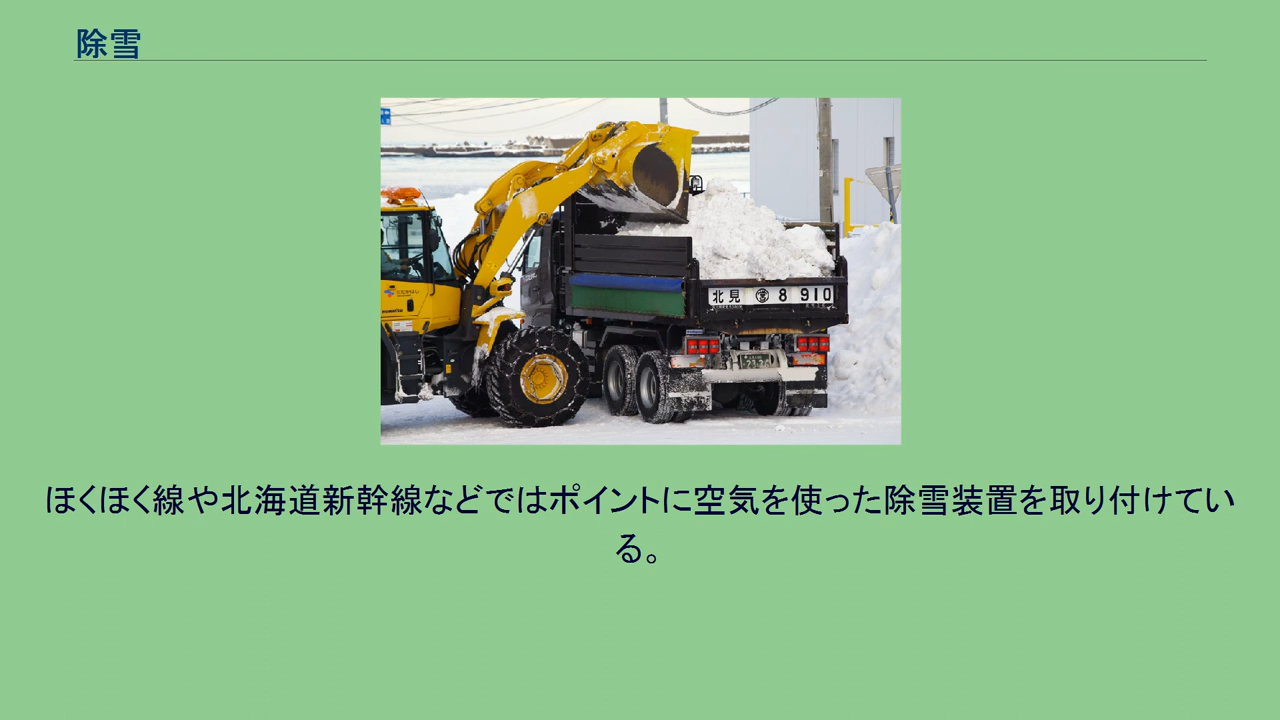 除雪
北見 営 8 910
ほくほく線や北海道新幹線などではポイントに空気を使った除雪装置を取り付けてい
る。